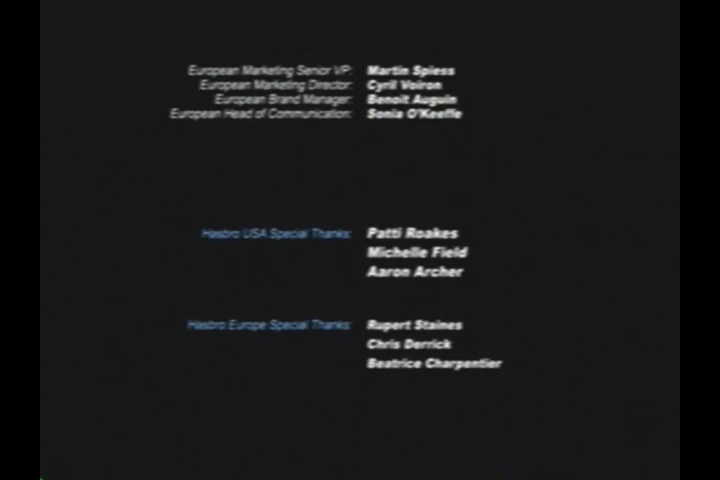 European Marketing Senior VP: Martin Spiess
European Marketing Director: Cyril Voiron
European Brand Manager: Benoit Auguin
European Head of Communication: Sonia O'Keeffe
Hasbro USA Special Thanks: Patti Roakes
Michelle Field
Aaron Archer
Hasbro Europe Special Thanks: Rupert Staines
Chris Derrick
Beatrice Charpentier